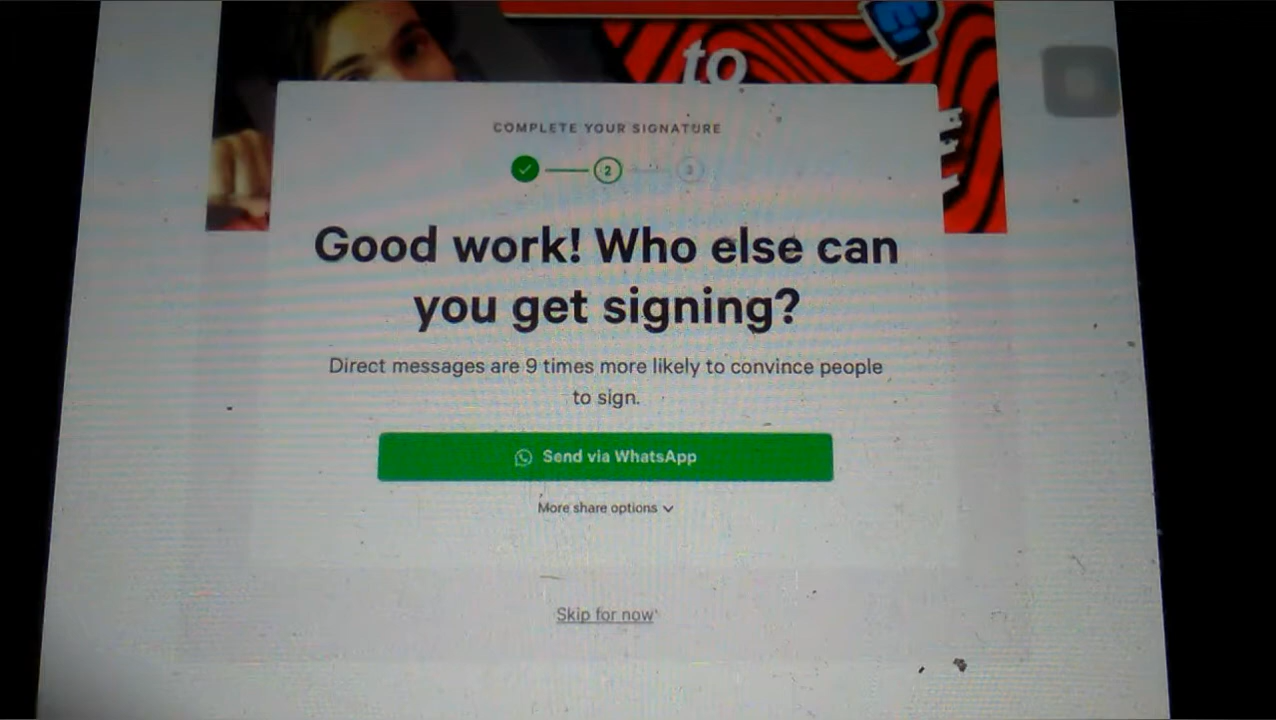 to
COMPLETE YOUR SIGNATURE
2
3
Good work! Who else can
you get signing?
Direct messages are 9 times more likely to convince people
to sign.
Send via WhatsApp
More share options
Skip for now